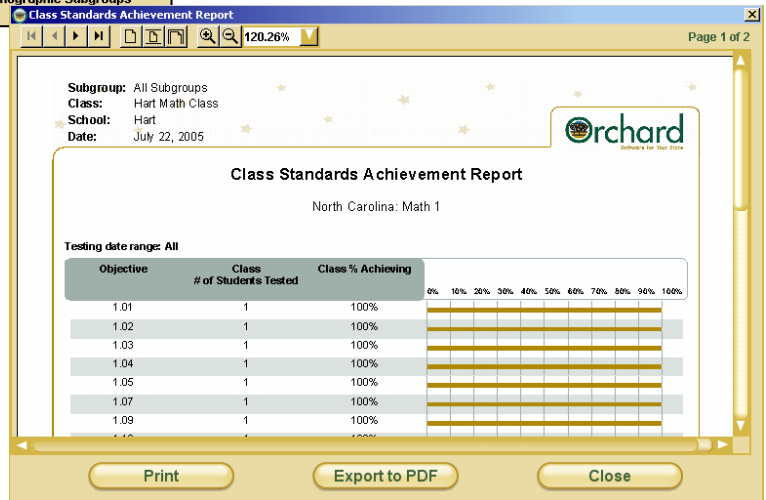 nographic Subgroups
Class Standards Achievement Report
120.26%
Page 1 of 2
Subgroup: All Subgroups
Class: Hart Math Class
School: Hart
Date: July 22, 2005
Orchard
Software for Your State
Class Standards Achievement Report
North Carolina: Math 1
Testing date range: All
Objective Class Class % Achieving
# of Students Tested
0% 10% 20% 30% 40% 50% 60% 70% 80% 90% 100%
1.01 1 100%
1.02 1 100%
1.03 1 100%
1.04 1 100%
1.05 1 100%
1.07 1 100%
1.09 1 100%
Print Export to PDF Close